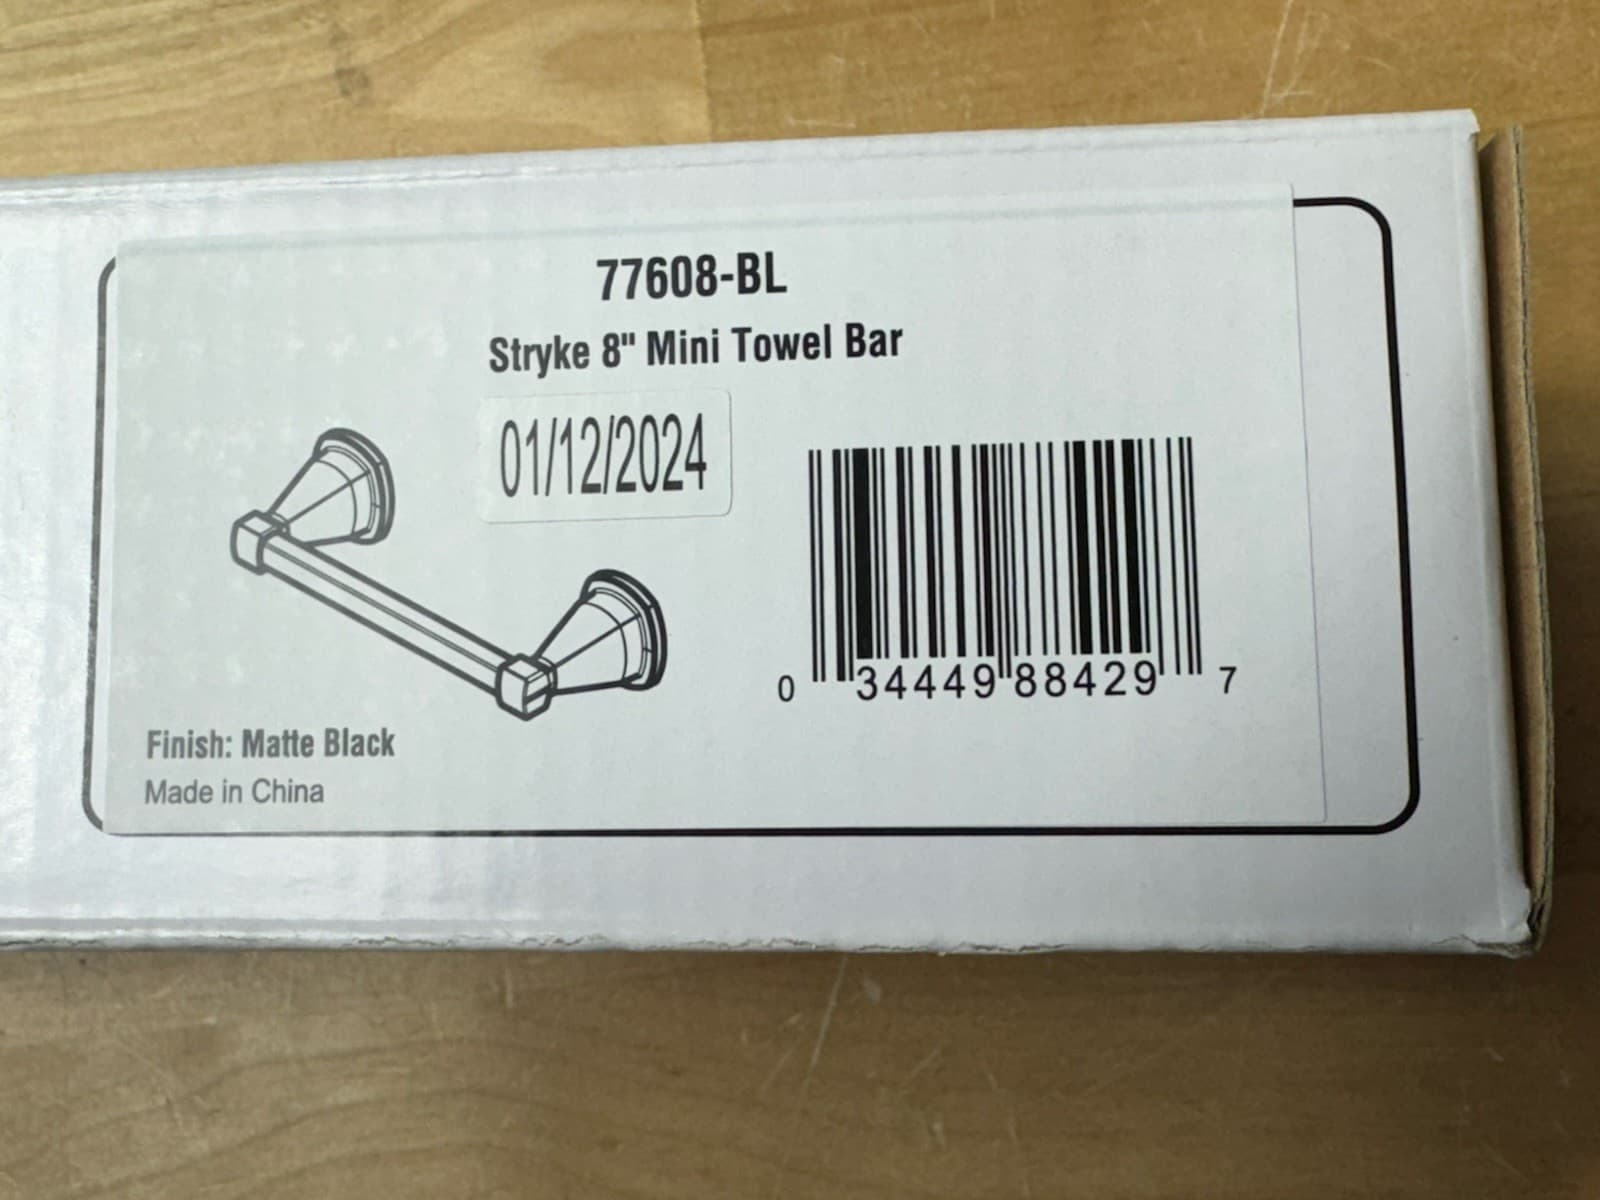 77608-BL
Stryke 8" Mini Towel Bar
01/12/2024
0 34449 88429 7
Finish: Matte Black
Made in China